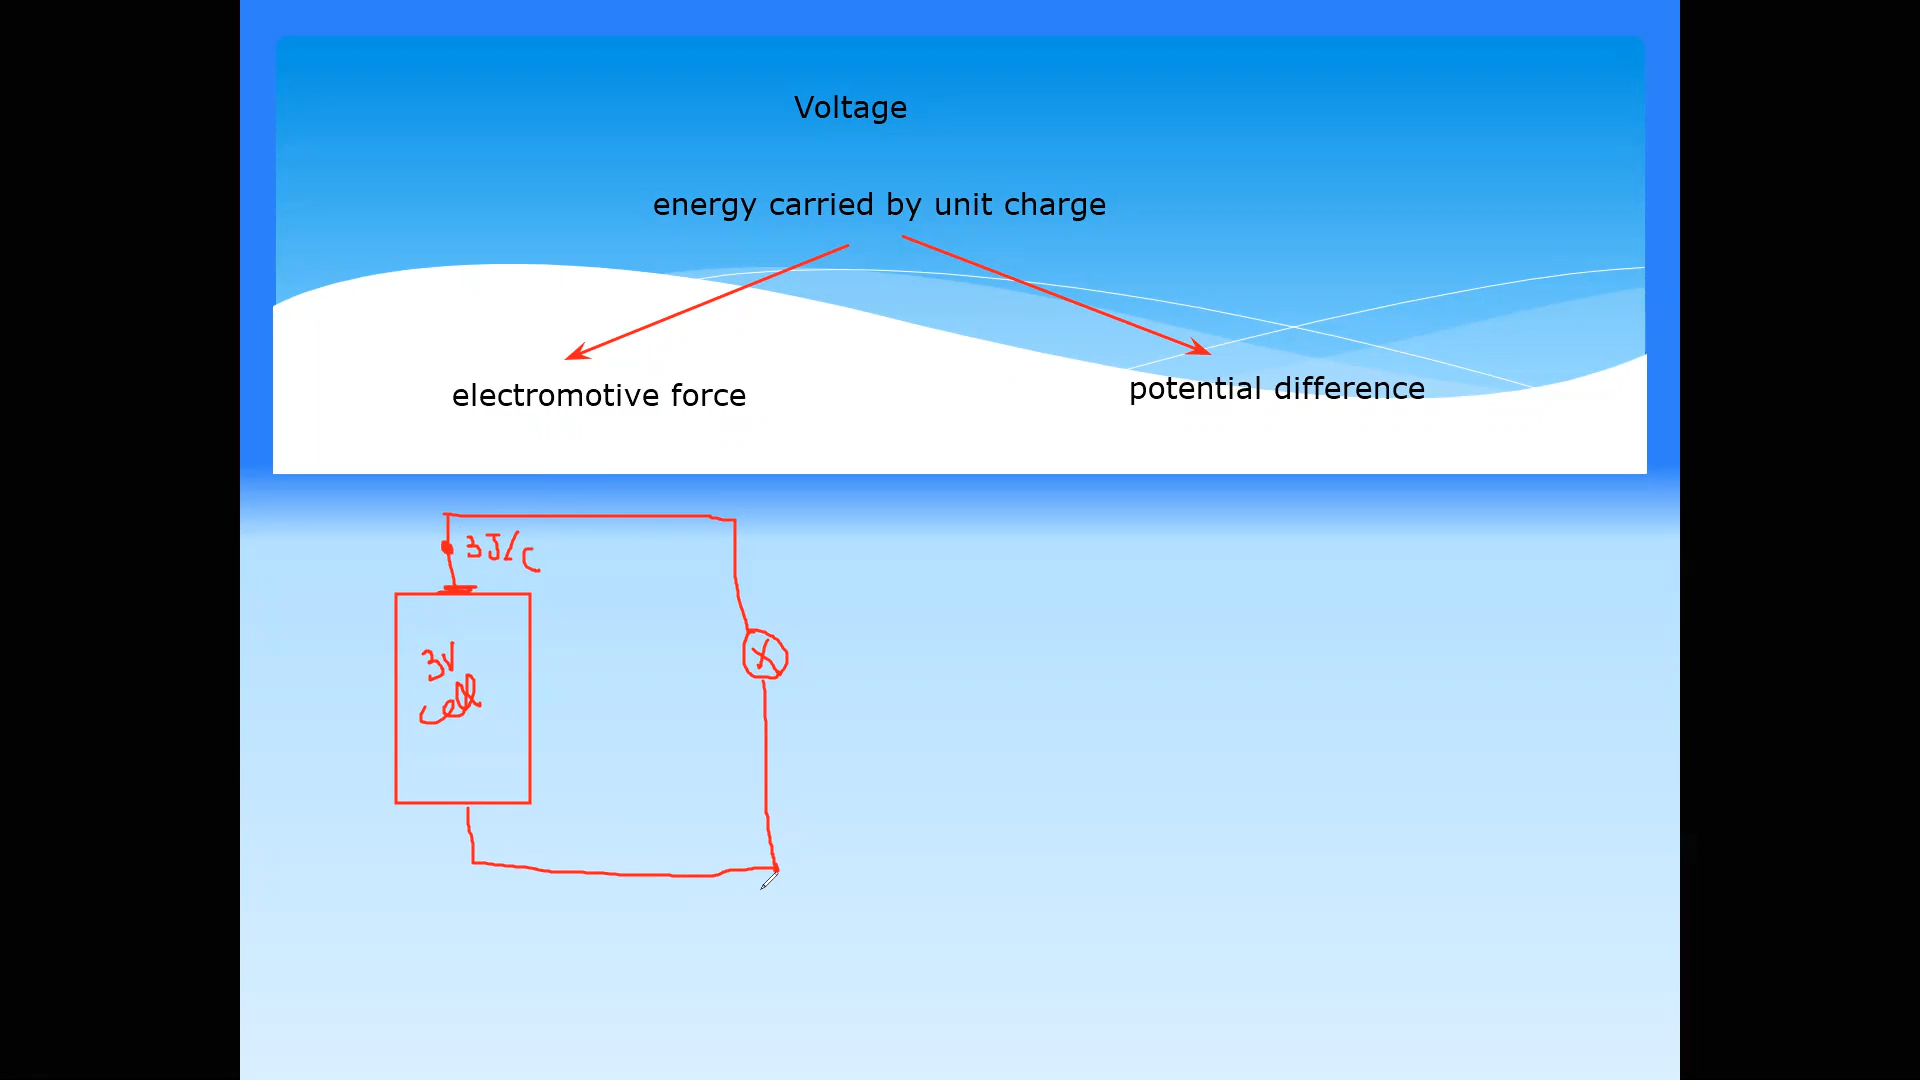 Voltage
energy carried by unit charge
electromotive force
potential difference
3J/C
3V
cell